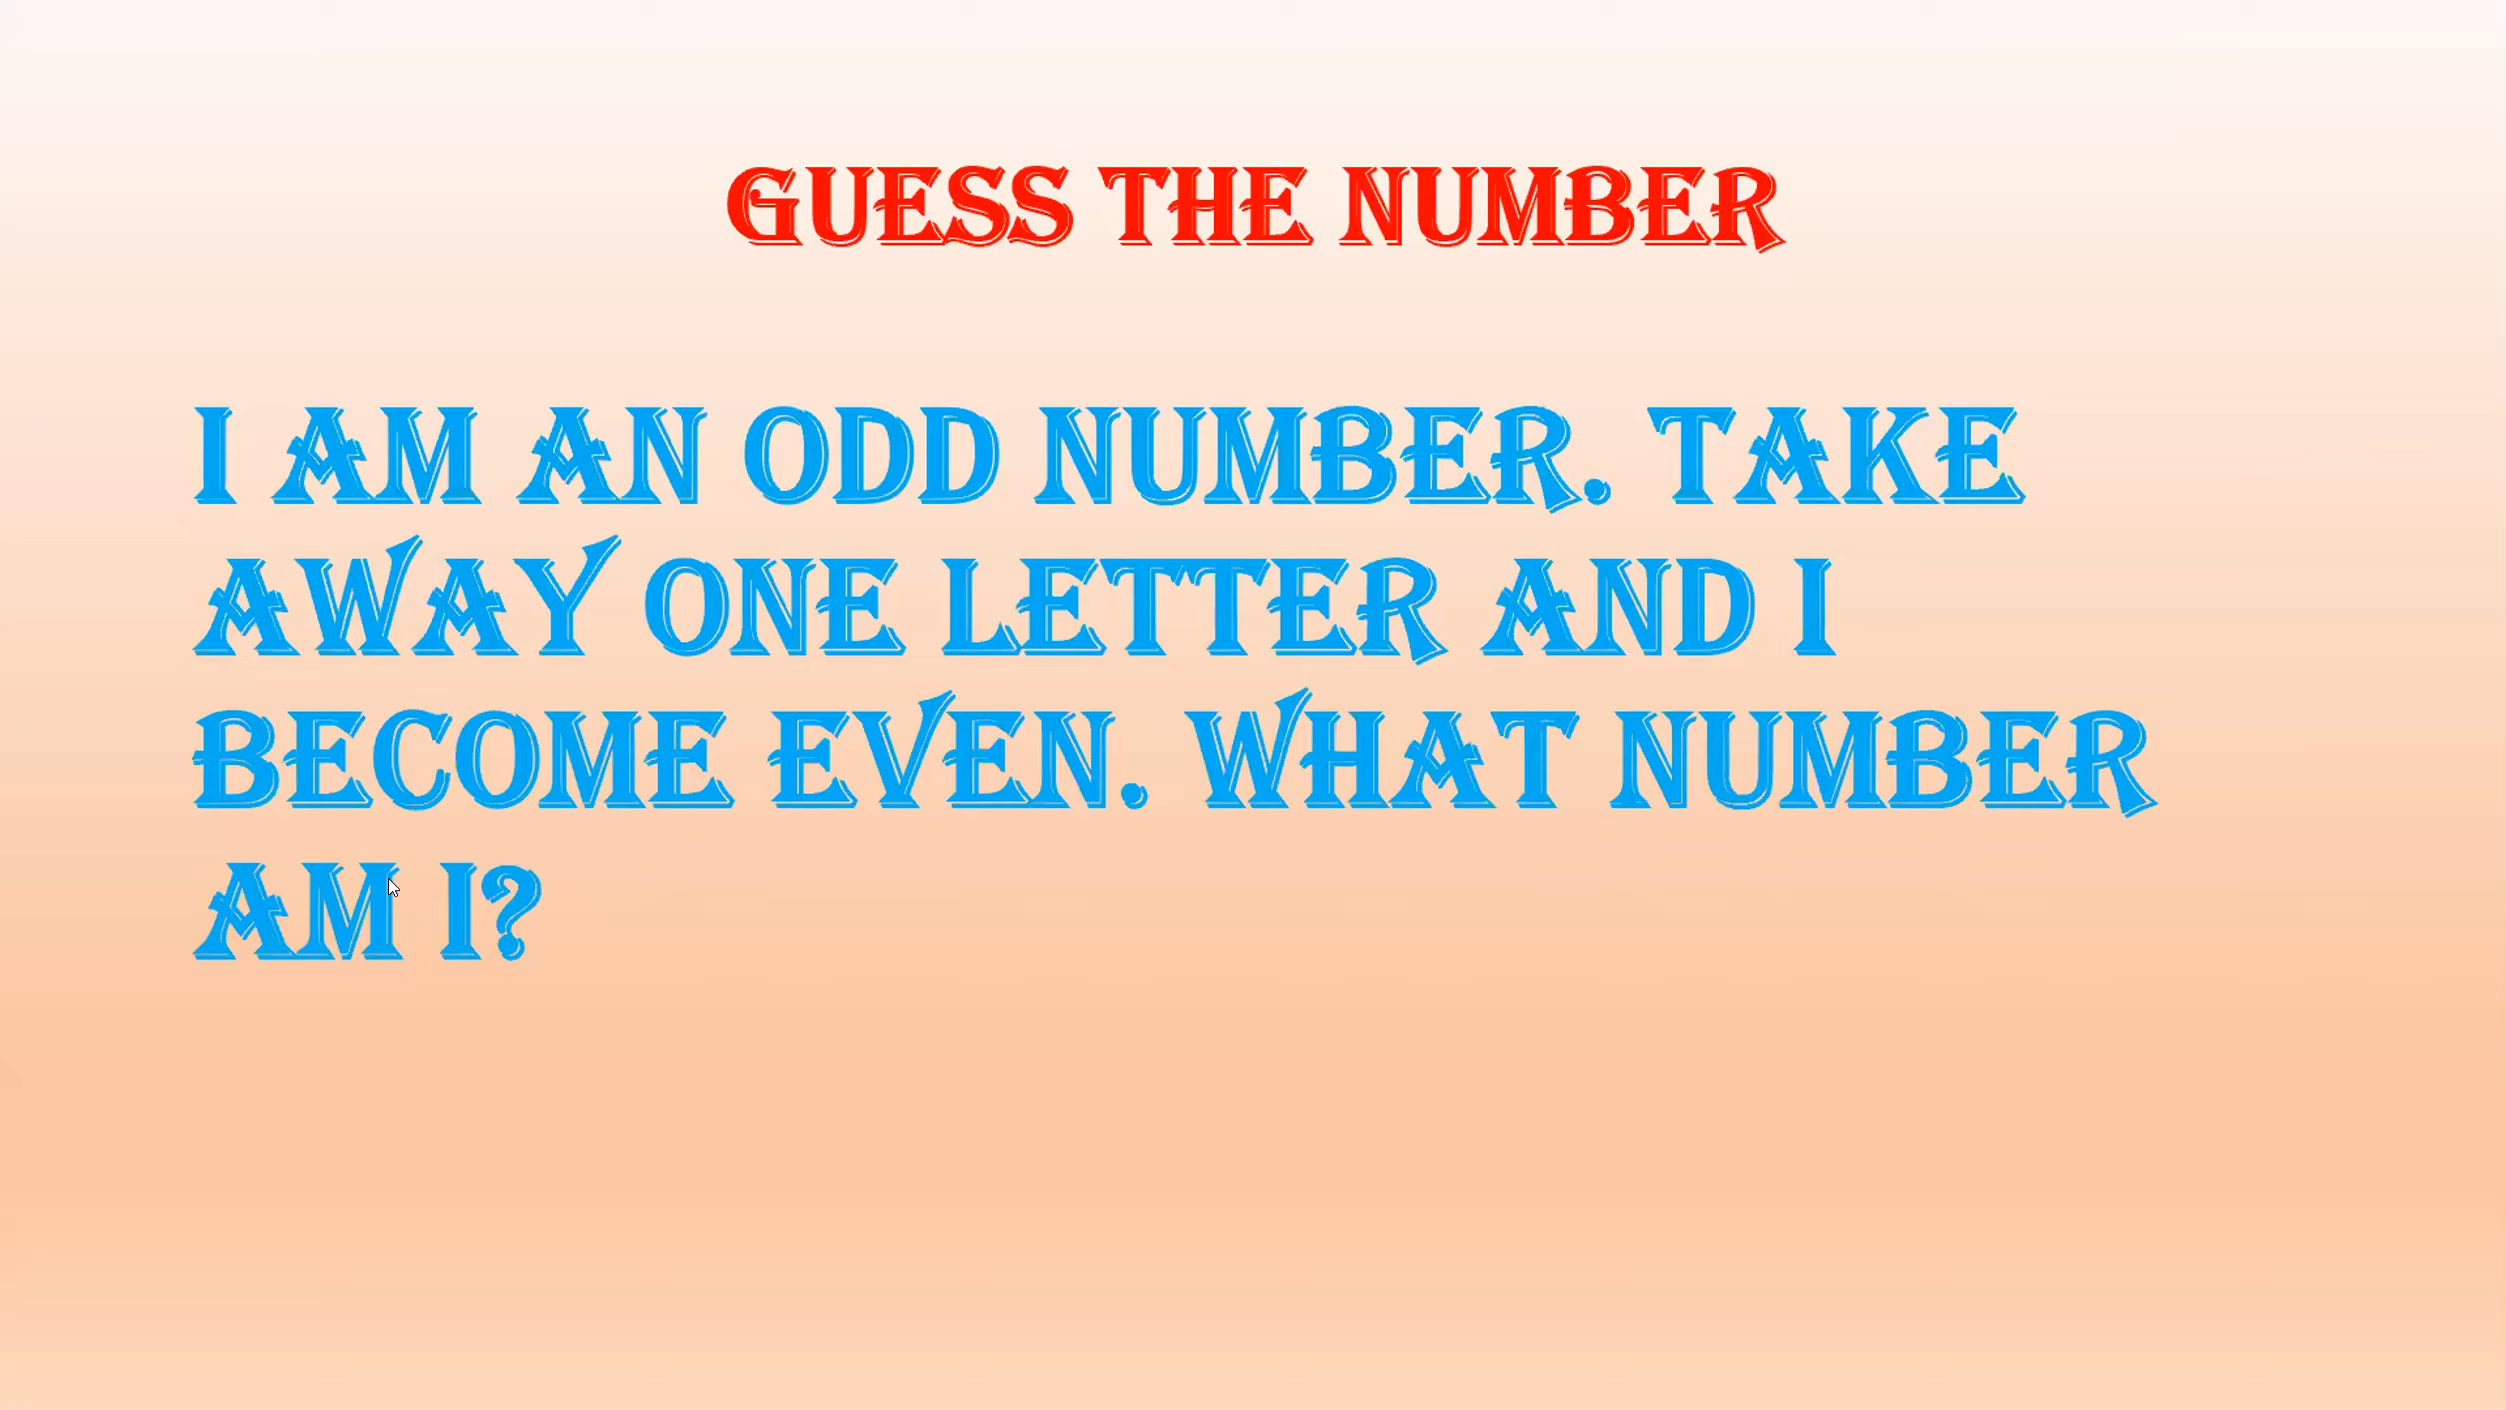 GUESS THE NUMBER
I AM AN ODD NUMBER. TAKE
AWAY ONE LETTER AND I
BECOME EVEN. WHAT NUMBER
AM I?